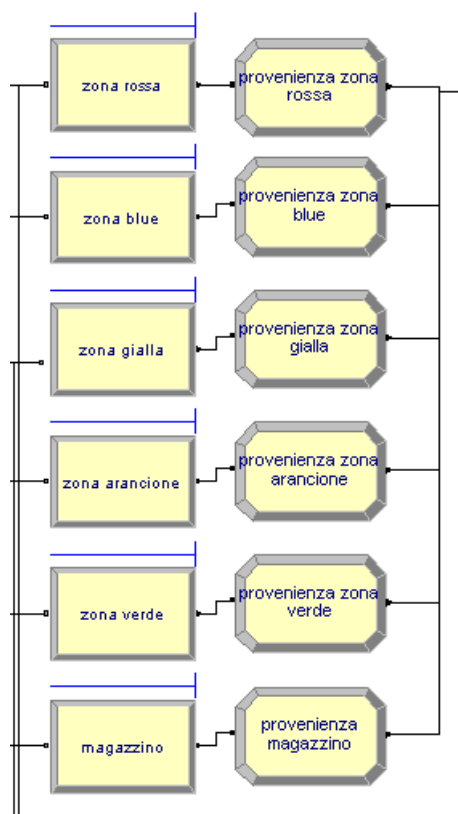 zona rossa
provenienza zona
rossa
zona blue
provenienza zona
blue
zona gialla
provenienza zona
gialla
zona arancione
provenienza zona
arancione
zona verde
provenienza zona
verde
magazzino
provenienza
magazzino